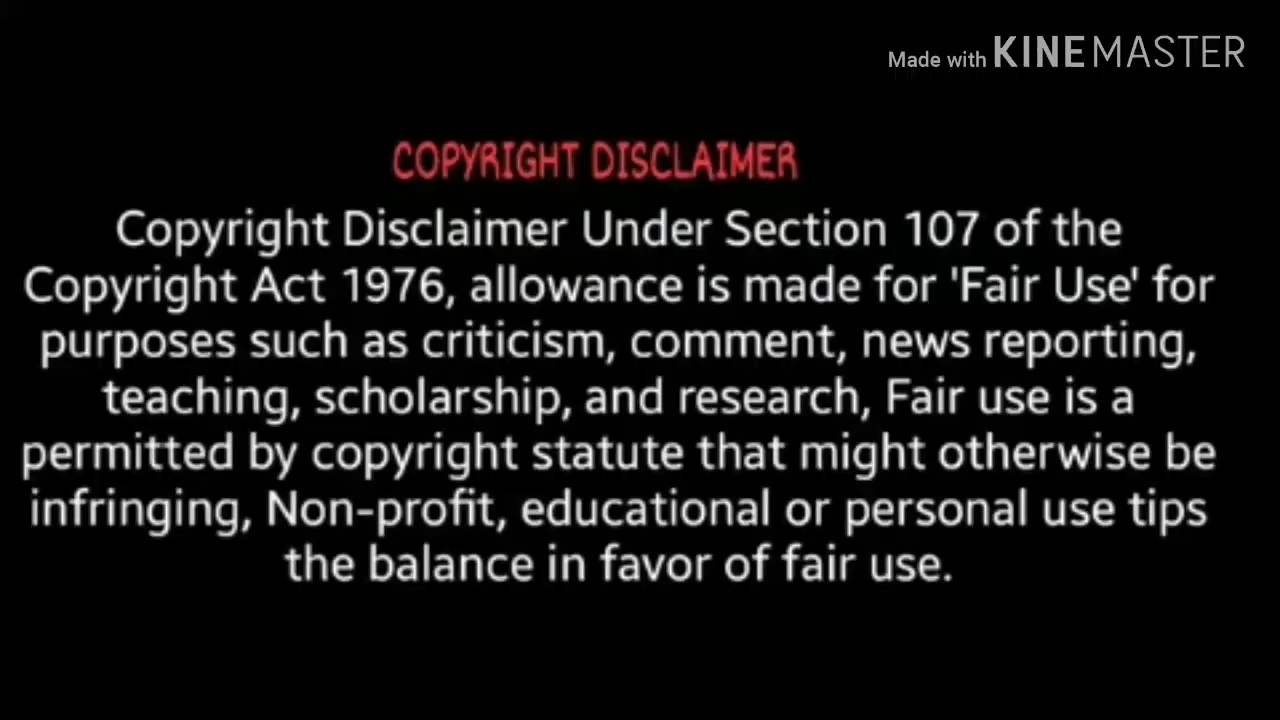 Made with KINEMASTER
COPYRIGHT DISCLAIMER
Copyright Disclaimer Under Section 107 of the
Copyright Act 1976, allowance is made for 'Fair Use' for
purposes such as criticism, comment, news reporting,
teaching, scholarship, and research, Fair use is a
permitted by copyright statute that might otherwise be
infringing, Non-profit, educational or personal use tips
the balance in favor of fair use.